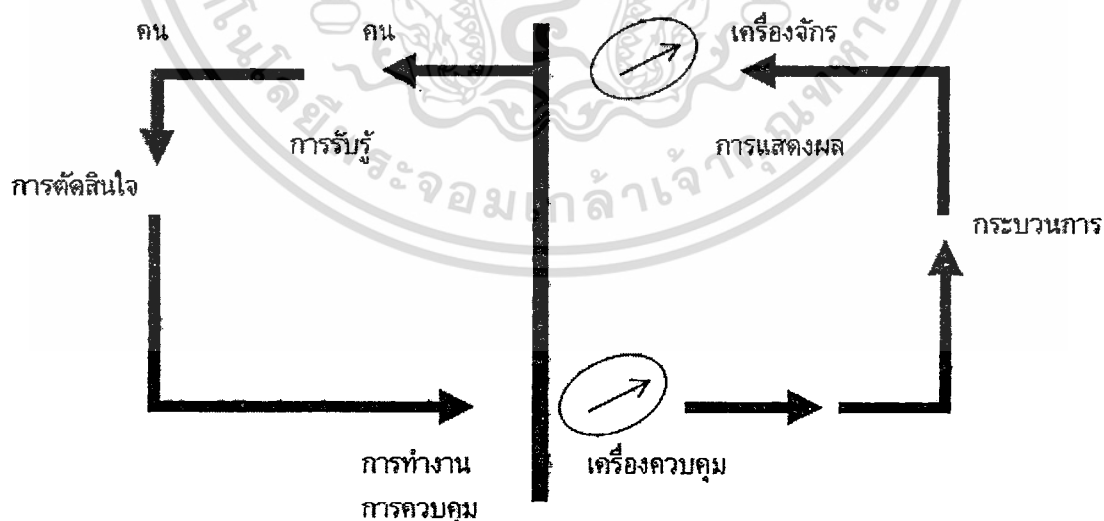 คน
คน
เครื่องจักร
การรับรู้
การแสดงผล
การตัดสินใจ
กระบวนการ
การทำงาน
เครื่องควบคุม
การควบคุม